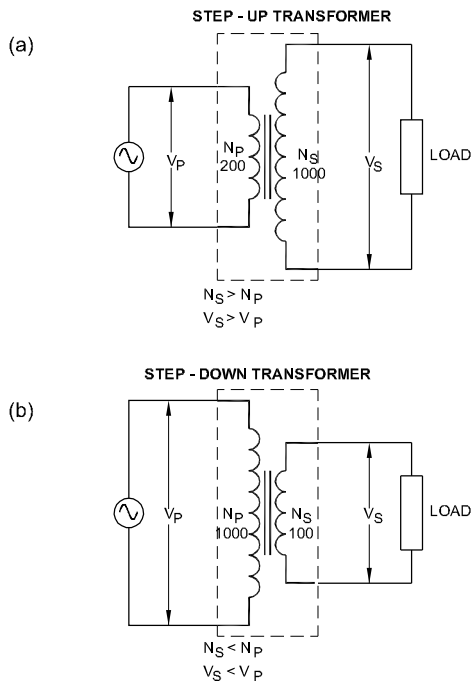 STEP - UP TRANSFORMER
(a)
V_P
N_P
200
N_S
1000
V_S
LOAD
N_S > N_P
V_S > V_P
STEP - DOWN TRANSFORMER
(b)
V_P
N_P
1000
N_S
100
V_S
LOAD
N_S < N_P
V_S < V_P